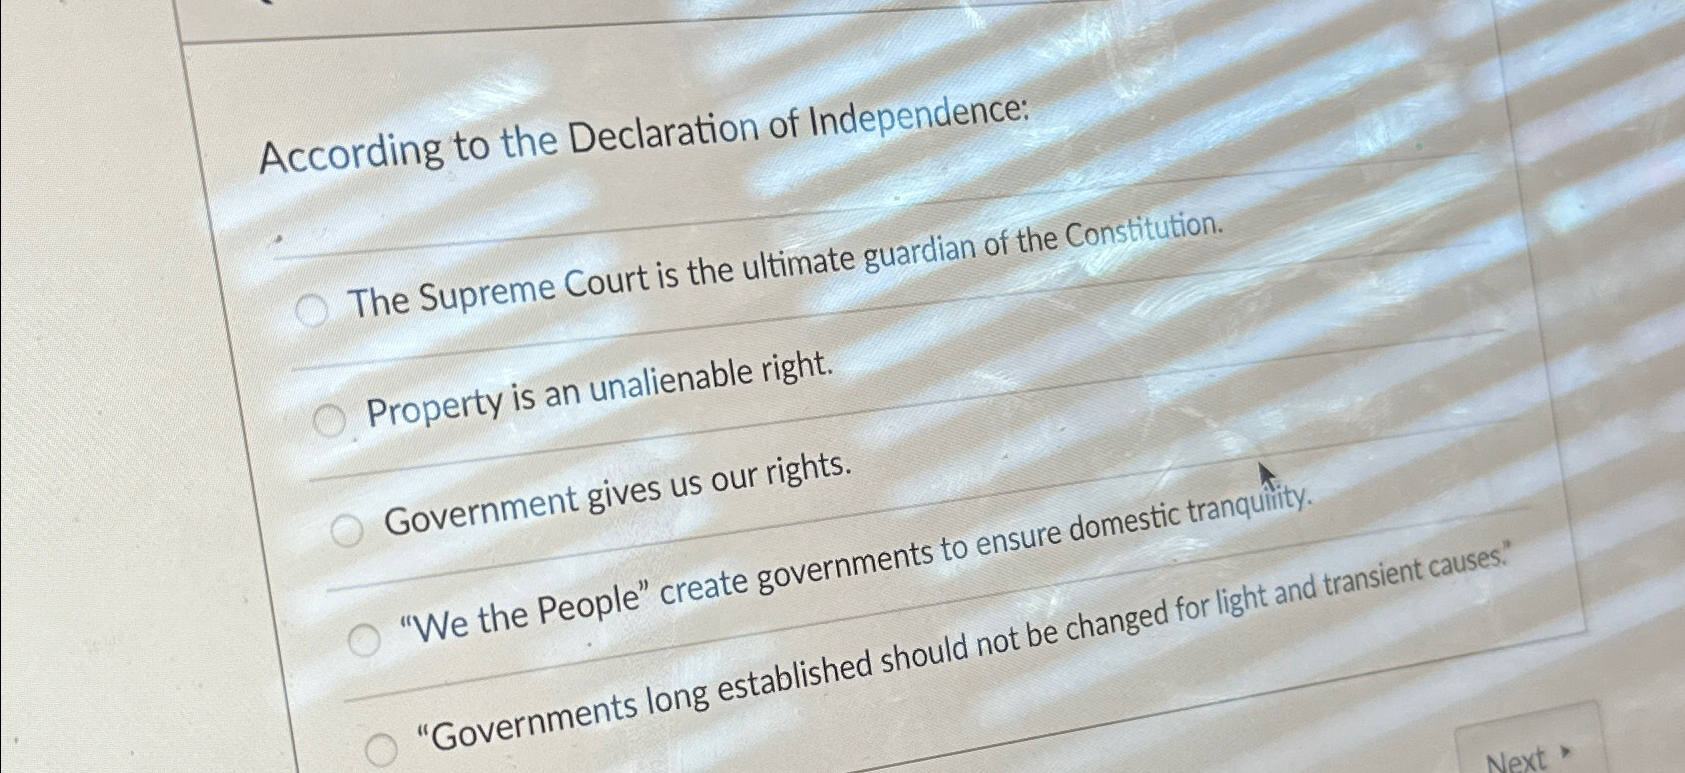 According to the Declaration of Independence:
The Supreme Court is the ultimate guardian of the Constitution.
Property is an unalienable right.
Government gives us our rights.
“We the People” create governments to ensure domestic tranquility.
“Governments long established should not be changed for light and transient causes.”
Next ▸